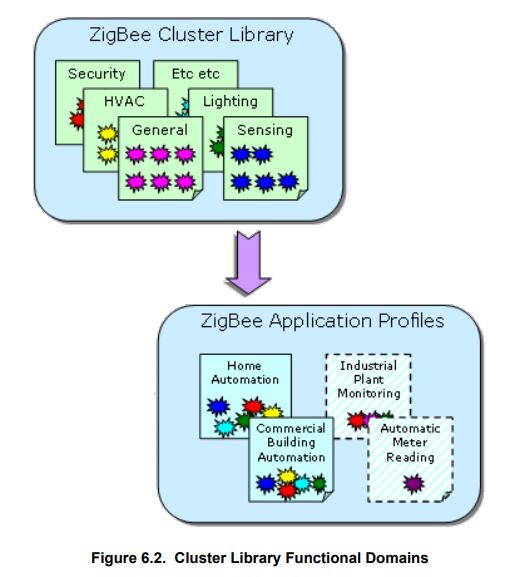 ZigBee Cluster Library
Security
Etc etc
HVAC
Lighting
General
Sensing
ZigBee Application Profiles
Home
Automation
Industrial
Plant
Monitoring
Commercial
Building
Automation
Automatic
Meter
Reading
Figure 6.2. Cluster Library Functional Domains